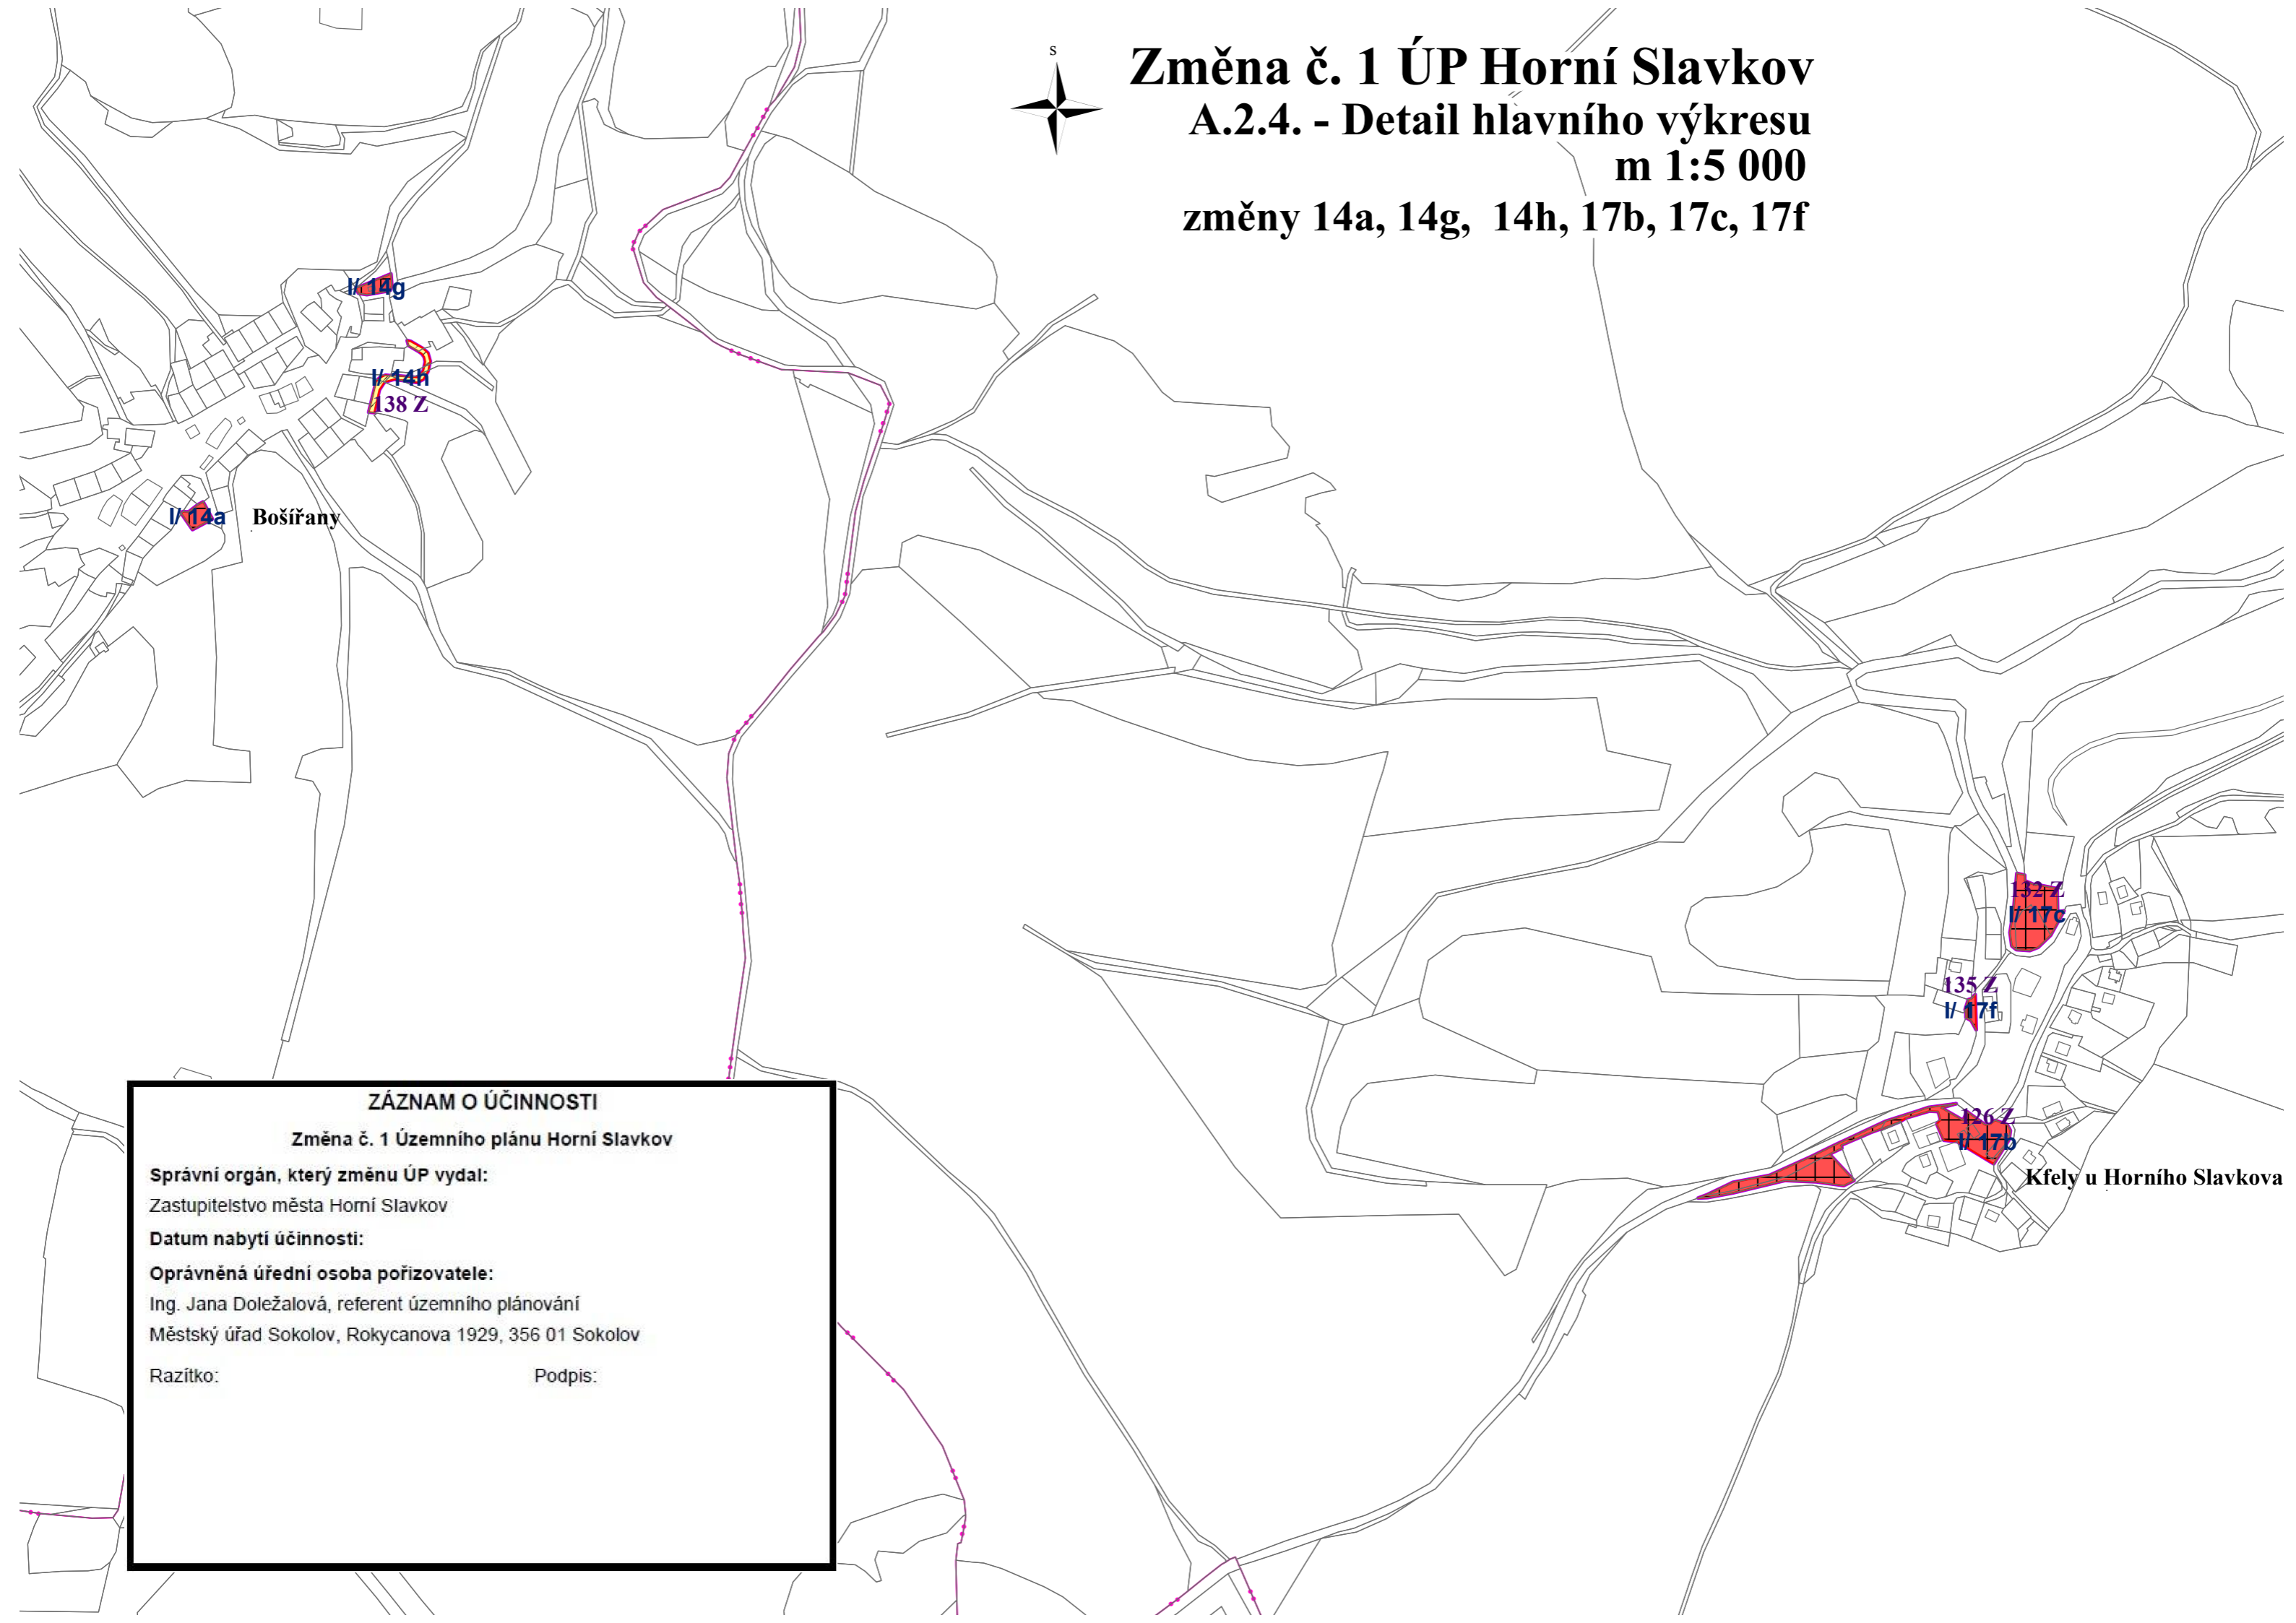 S
Změna č. 1 ÚP Horní Slavkov
A.2.4. - Detail hlavního výkresu
m 1:5 000
změny 14a, 14g, 14h, 17b, 17c, 17f
I/ 14g
I/ 14h
138 Z
I/ 14a
Bošířany
132 Z
I/ 17c
135 Z
I/ 17f
126 Z
I/ 17b
Kfely u Horního Slavkova
ZÁZNAM O ÚČINNOSTI
Změna č. 1 Územního plánu Horní Slavkov
Správní orgán, který změnu ÚP vydal:
Zastupitelstvo města Horní Slavkov
Datum nabytí účinnosti:
Oprávněná úřední osoba pořizovatele:
Ing. Jana Doležalová, referent územního plánování
Městský úřad Sokolov, Rokycanova 1929, 356 01 Sokolov
Razítko: Podpis: